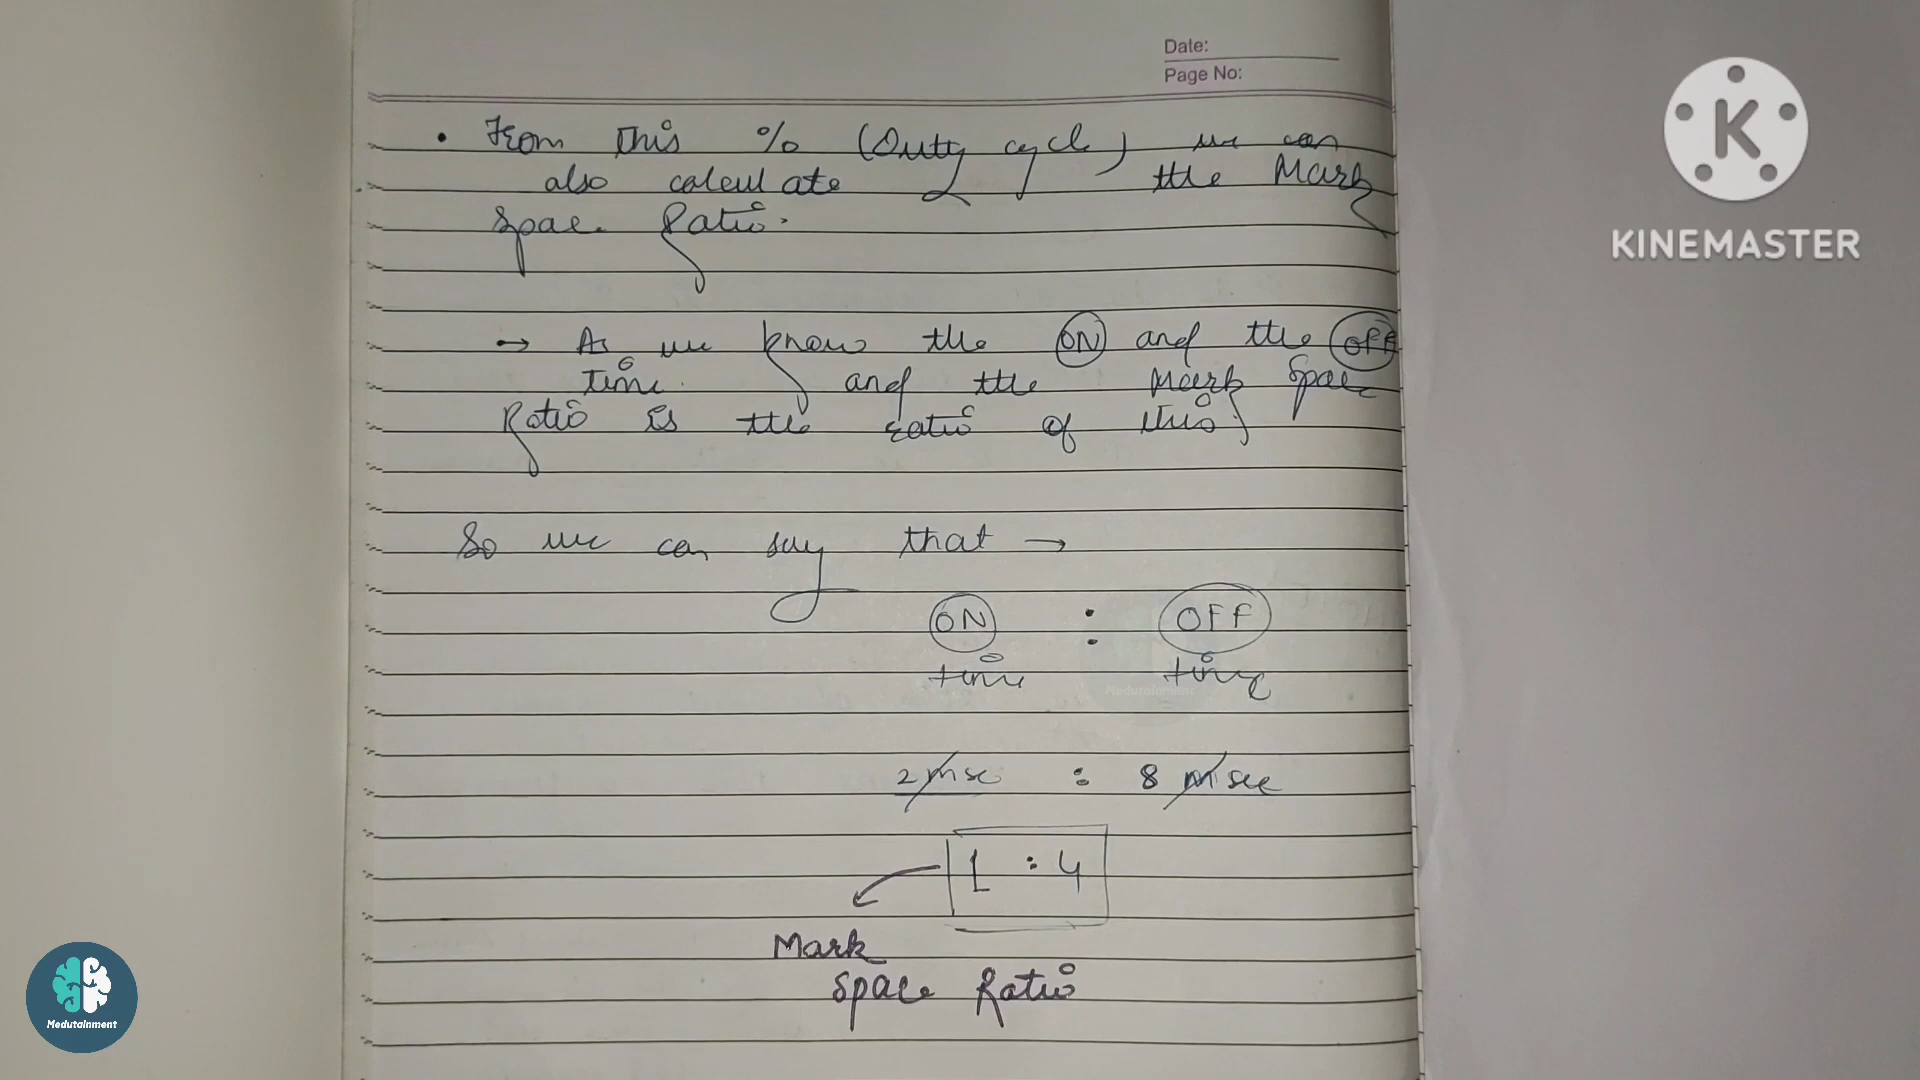 Date:
Page No:
K
KINEMASTER
• From this % (Duty cycle) we can
also calculate the Mark
Space Ratio.
→ As we know the ON and the OFF
time. and the Mark Space
Ratio is the ratio of this
So we can say that →
ON : OFF
time time
Medutainment
2 msec : 8 msec
1 : 4
Mark
Space Ratio
Medutainment